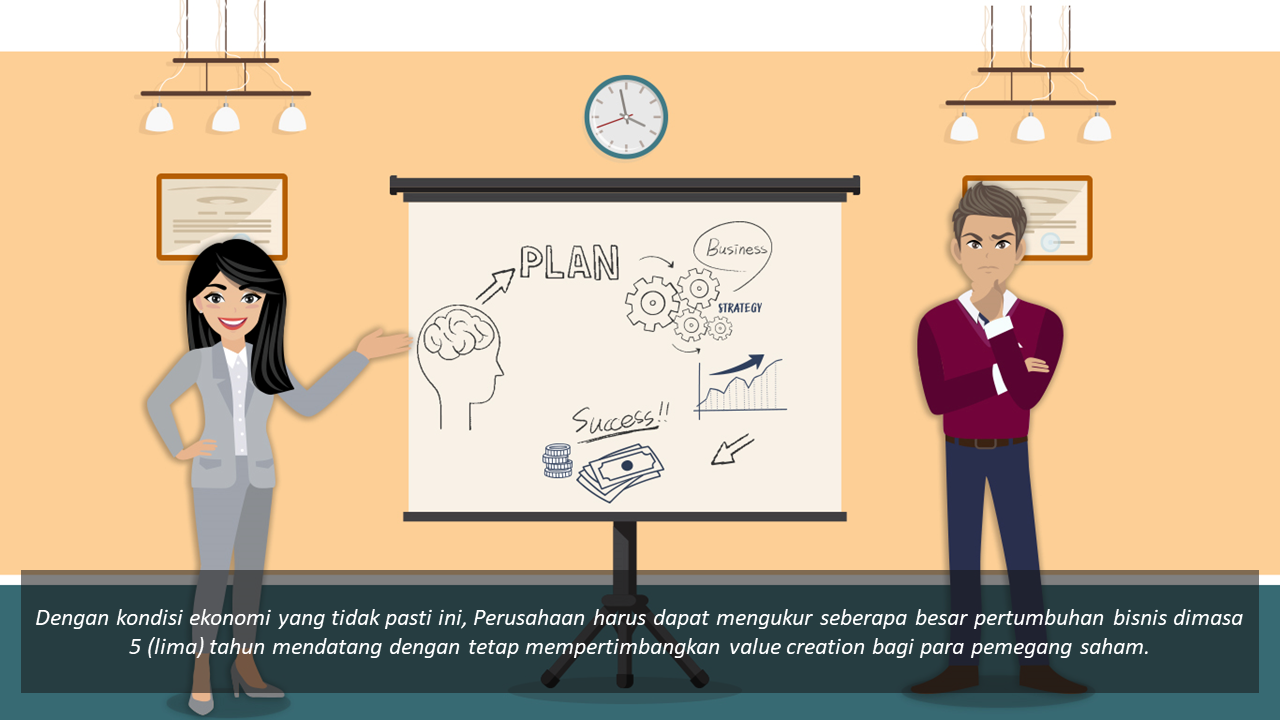 PLAN
Business
STRATEGY
Success!!
Dengan kondisi ekonomi yang tidak pasti ini, Perusahaan harus dapat mengukur seberapa besar pertumbuhan bisnis dimasa
5 (lima) tahun mendatang dengan tetap mempertimbangkan value creation bagi para pemegang saham.